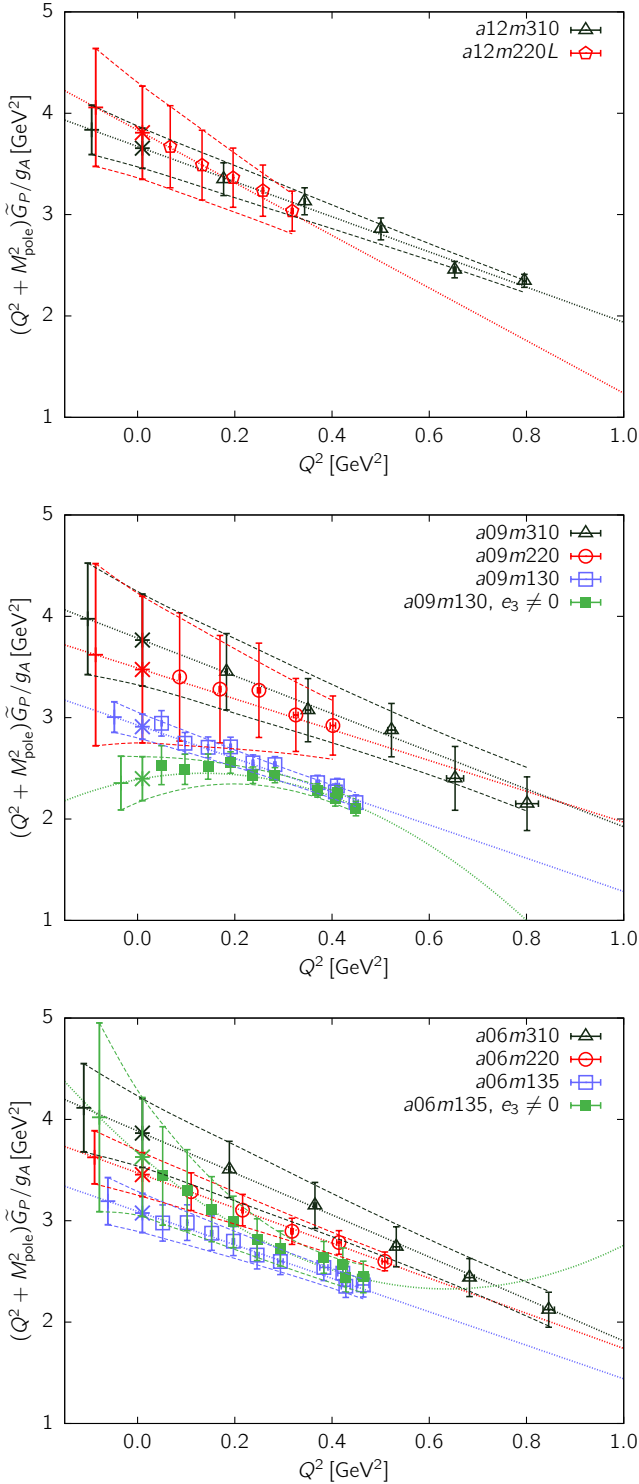 5
4
3
2
1
(Q² + M²pole)G̃P/gA [GeV²]
a12m310
a12m220L
0.0 0.2 0.4 0.6 0.8 1.0
Q² [GeV²]
5
4
3
2
1
(Q² + M²pole)G̃P/gA [GeV²]
a09m310
a09m220
a09m130
a09m130, e₃ ≠ 0
0.0 0.2 0.4 0.6 0.8 1.0
Q² [GeV²]
5
4
3
2
1
(Q² + M²pole)G̃P/gA [GeV²]
a06m310
a06m220
a06m135
a06m135, e₃ ≠ 0
0.0 0.2 0.4 0.6 0.8 1.0
Q² [GeV²]